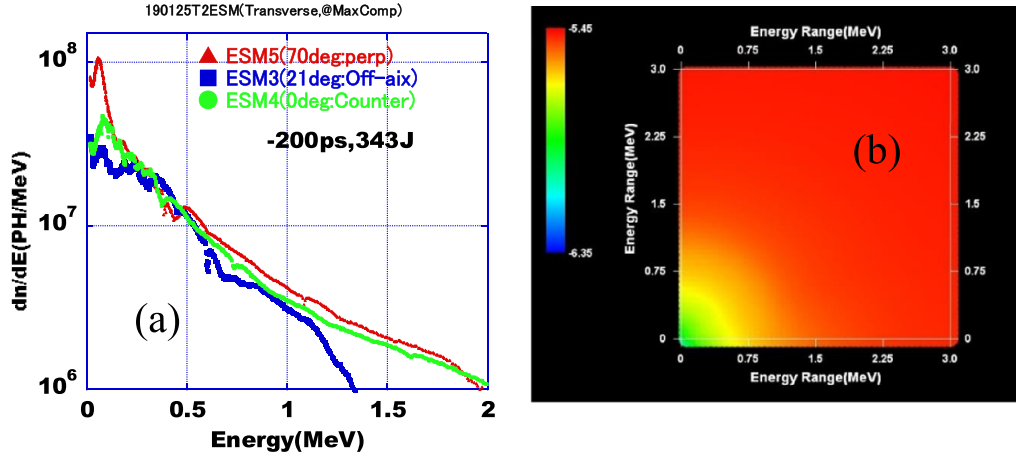 190125T2ESM(Transverse,@MaxComp)
ESM5(70deg:perp)
ESM3(21deg:Off-aix)
ESM4(0deg:Counter)
-200ps,343J
(a)
dn/dE(PH/MeV)
10^8
10^7
10^6
0 0.5 1 1.5 2
Energy(MeV)
-5.45
-6.35
Energy Range(MeV)
0 0.75 1.5 2.25 3.0
3.0 3.0
2.25 2.25
(b)
1.5 1.5
0.75 0.75
0 0
Energy Range(MeV)
0 0.75 1.5 2.25 3.0
Energy Range(MeV)